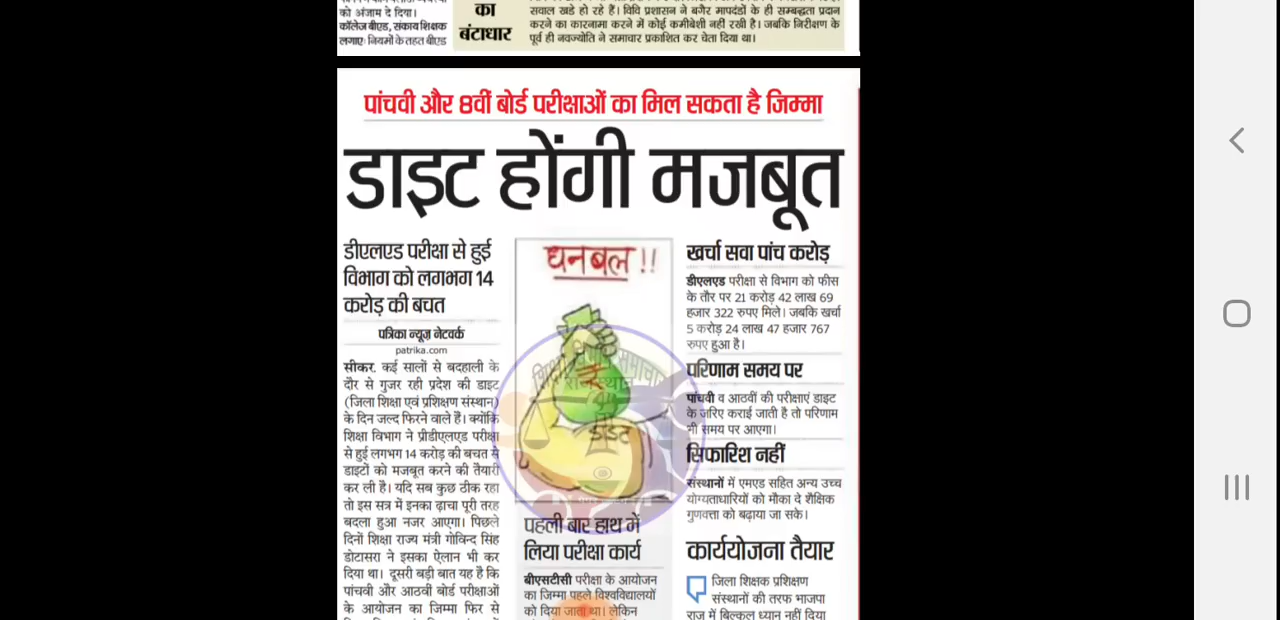 को अंजाम दे दिया।
कॉलेज बीएड, संकाय शिक्षक
लगाए: नियमों के तहत बीएड
का
बंटाधार
सवाल खडे हो रहे हैं। विवि प्रशासन ने बगैर मापदंडों के ही सम्बद्धता प्रदान
करने का कारनामा करने में कोई कमीबेशी नहीं रखी है। जबकि निरीक्षण के
पूर्व ही नवज्योति ने समाचार प्रकाशित कर चेता दिया था।
पांचवी और 8वीं बोर्ड परीक्षाओं का मिल सकता है जिम्मा
डाइट होंगी मजबूत
डीएलएड परीक्षा से हुई
विभाग को लगभग 14
करोड़ की बचत
पत्रिका न्यूज़ नेटवर्क
patrika.com
सीकर. कई सालों से बदहाली के
दौर से गुजर रही प्रदेश की डाइट
(जिला शिक्षा एवं प्रशिक्षण संस्थान)
के दिन जल्द फिरने वाले हैं। क्योंकि
शिक्षा विभाग ने प्रीडीएलएड परीक्षा
से हुई लगभग 14 करोड़ की बचत से
डाइटों को मजबूत करने की तैयारी
कर ली है। यदि सब कुछ ठीक रहा
तो इस सत्र में इनका ढ़ाचा पूरी तरह
बदला हुआ नजर आएगा। पिछले
दिनों शिक्षा राज्य मंत्री गोविन्द सिंह
डोटासरा ने इसका ऐलान भी कर
दिया था। दूसरी बड़ी बात यह है कि
पांचवी और आठवीं बोर्ड परीक्षाओं
के आयोजन का जिम्मा फिर से
धनबल !!
समाचार
राजस्थान
डाइट
पहली बार हाथ में
लिया परीक्षा कार्य
बीएसटीसी परीक्षा के आयोजन
का जिम्मा पहले विश्वविद्यालयों
को दिया जाता था। लेकिन
खर्चा सवा पांच करोड़
डीएलएड परीक्षा से विभाग को फीस
के तौर पर 21 करोड़ 42 लाख 69
हजार 322 रुपए मिले। जबकि खर्चा
5 करोड़ 24 लाख 47 हजार 767
रुपए हुआ है।
परिणाम समय पर
पांचवी व आठवीं की परीक्षाएं डाइट
के जरिए कराई जाती है तो परिणाम
भी समय पर आएगा।
सिफारिश नहीं
संस्थानों में एमएड सहित अन्य उच्च
योग्यताधारियों को मौका दे शैक्षिक
गुणवत्ता को बढ़ाया जा सके।
कार्ययोजना तैयार
जिला शिक्षक प्रशिक्षण
संस्थानों की तरफ भाजपा
राज में बिल्कुल ध्यान नहीं दिया